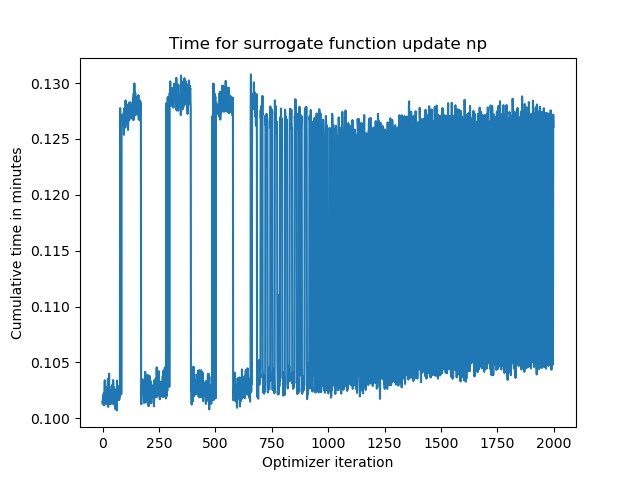 Time for surrogate function update np
Cumulative time in minutes
0.130
0.125
0.120
0.115
0.110
0.105
0.100
0 250 500 750 1000 1250 1500 1750 2000
Optimizer iteration